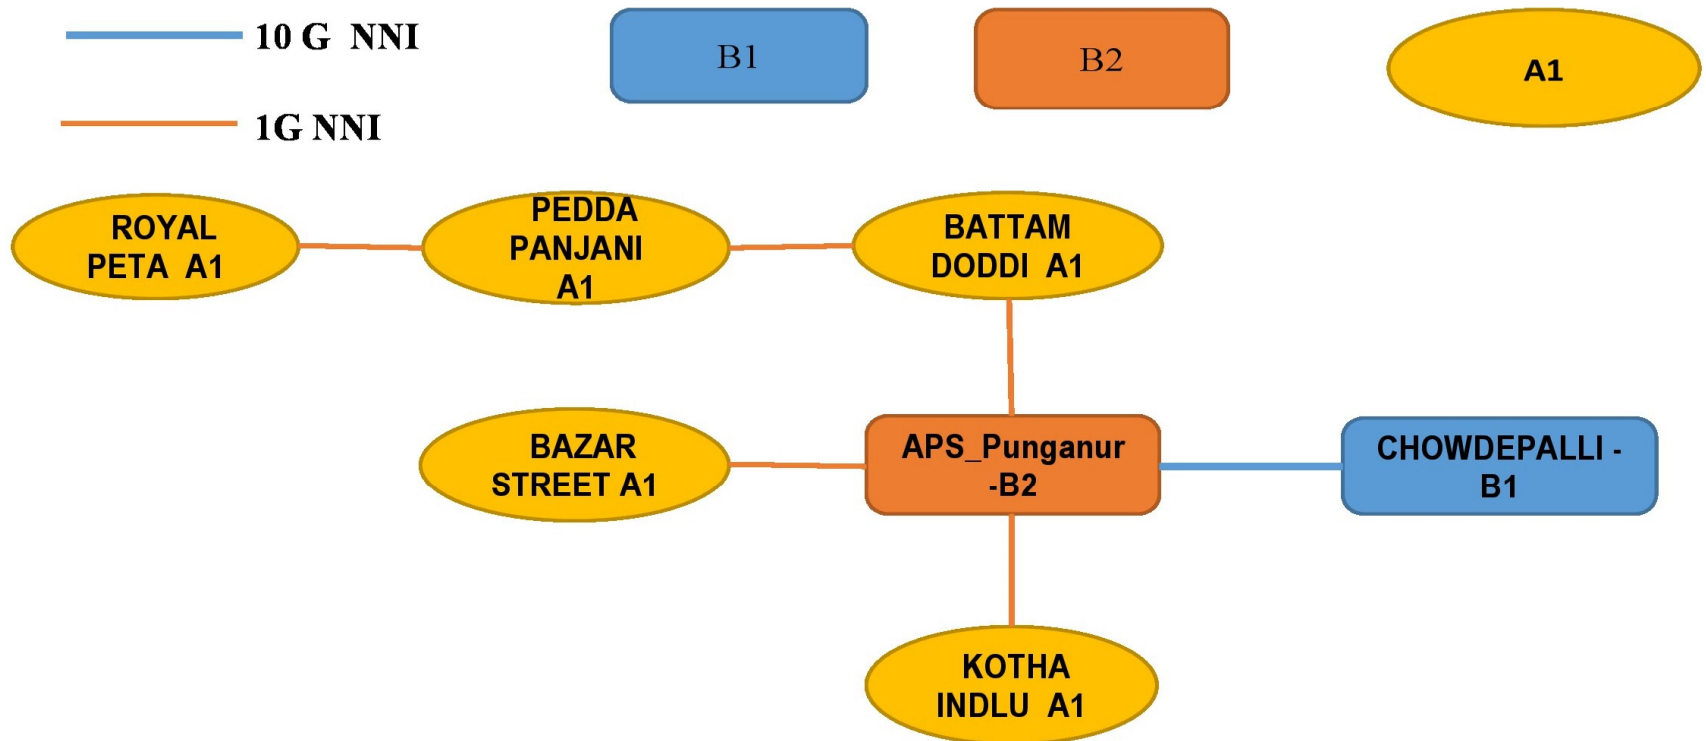 10 G NNI
B1
B2
A1
1G NNI
ROYAL
PETA A1
PEDDA
PANJANI
A1
BATTAM
DODDI A1
BAZAR
STREET A1
APS_Punganur
-B2
CHOWDEPALLI -
B1
KOTHA
INDLU A1